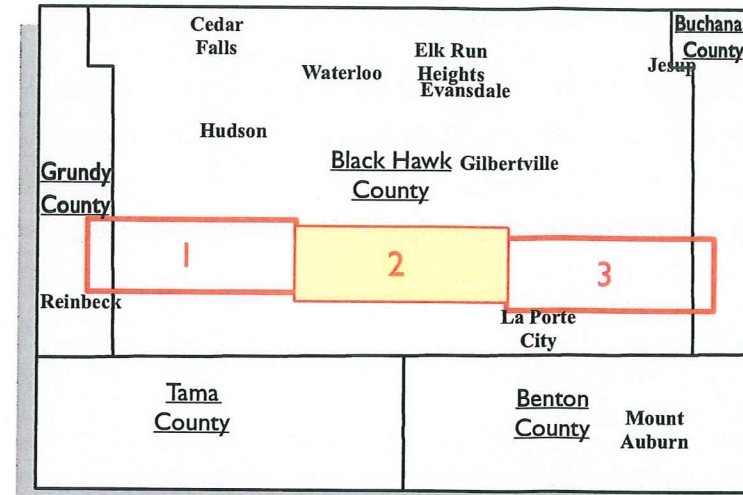 Cedar
Falls
Buchana
County
Elk Run
Heights
Waterloo
Jesup
Evansdale
Hudson
Black Hawk
County
Gilbertville
Grundy
County
1
2
3
Reinbeck
La Porte
City
Tama
County
Benton
County
Mount
Auburn